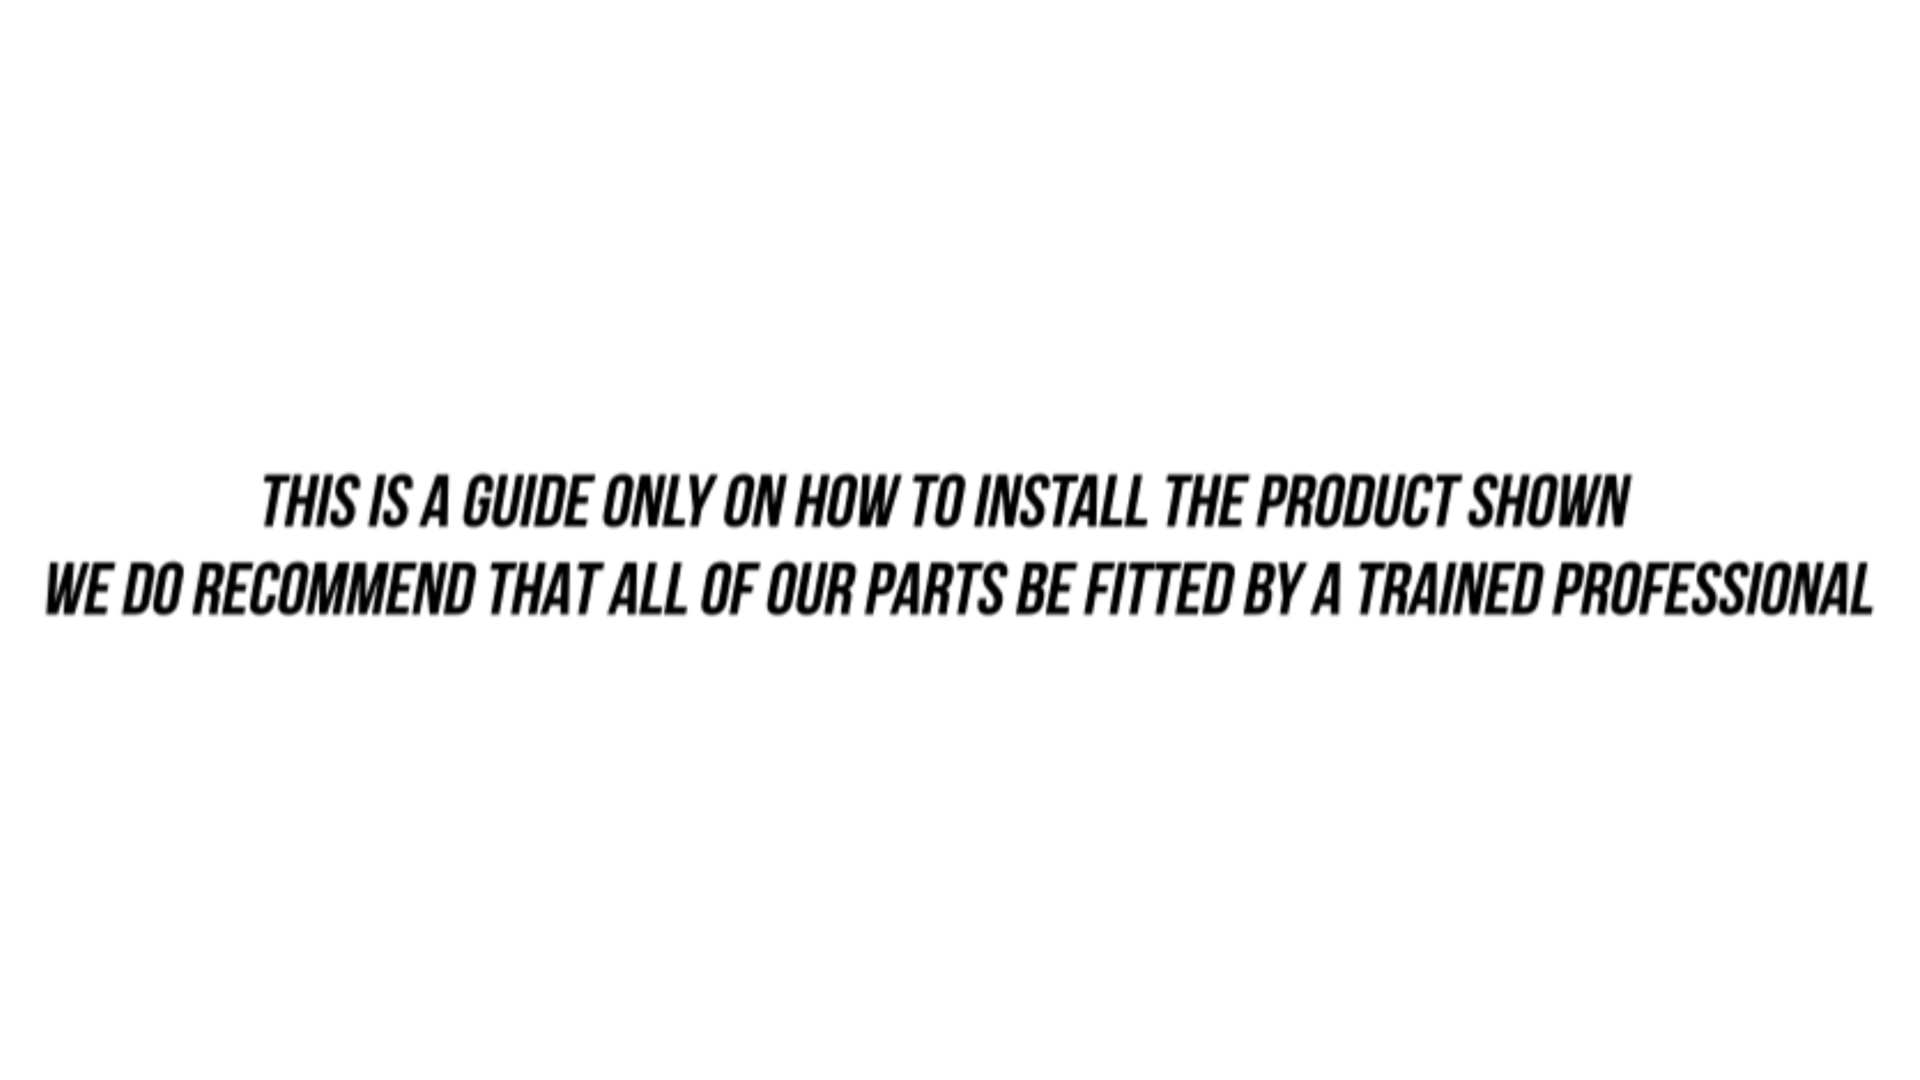 THIS IS A GUIDE ONLY ON HOW TO INSTALL THE PRODUCT SHOWN
WE DO RECOMMEND THAT ALL OF OUR PARTS BE FITTED BY A TRAINED PROFESSIONAL